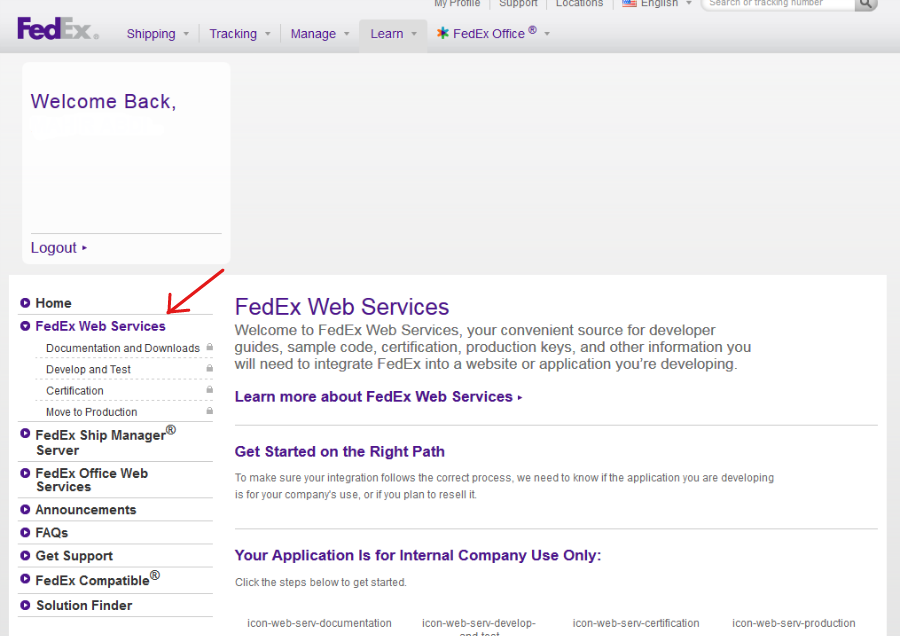 My Profile Support Locations English Search or tracking number
FedEx® Shipping Tracking Manage Learn FedEx Office ®
Welcome Back,
Logout
Home
FedEx Web Services
Documentation and Downloads
Develop and Test
Certification
Move to Production
FedEx Ship Manager®
Server
FedEx Office Web
Services
Announcements
FAQs
Get Support
FedEx Compatible®
Solution Finder
FedEx Web Services
Welcome to FedEx Web Services, your convenient source for developer
guides, sample code, certification, production keys, and other information you
will need to integrate FedEx into a website or application you’re developing.
Learn more about FedEx Web Services
Get Started on the Right Path
To make sure your integration follows the correct process, we need to know if the application you are developing
is for your company's use, or if you plan to resell it.
Your Application Is for Internal Company Use Only:
Click the steps below to get started.
icon-web-serv-documentation icon-web-serv-develop- icon-web-serv-certification icon-web-serv-production
and-test